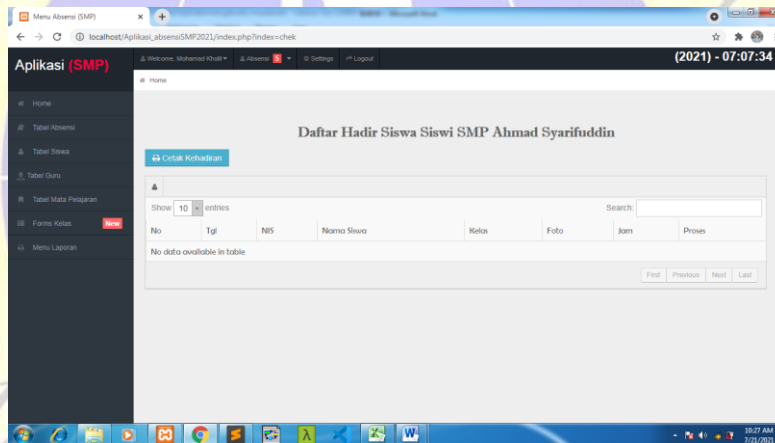 Menu Absensi (SMP)
localhost/Aplikasi_absensiSMP2021/index.php?index=chek
Aplikasi (SMP)
Welcome, Mohamad Kholil
Absensi 5
Settings
Logout
(2021) - 07:07:34
Home
Home
Tabel Absensi
Tabel Siswa
Tabel Guru
Tabel Mata Pelajaran
Forms Kelas New
Menu Laporan
Daftar Hadir Siswa Siswi SMP Ahmad Syarifuddin
Cetak Kehadiran
Show 10 entries
Search:
No Tgl NIS Nama Siswa Kelas Foto Jam Proses
No data available in table
First Previous Next Last
10:27 AM